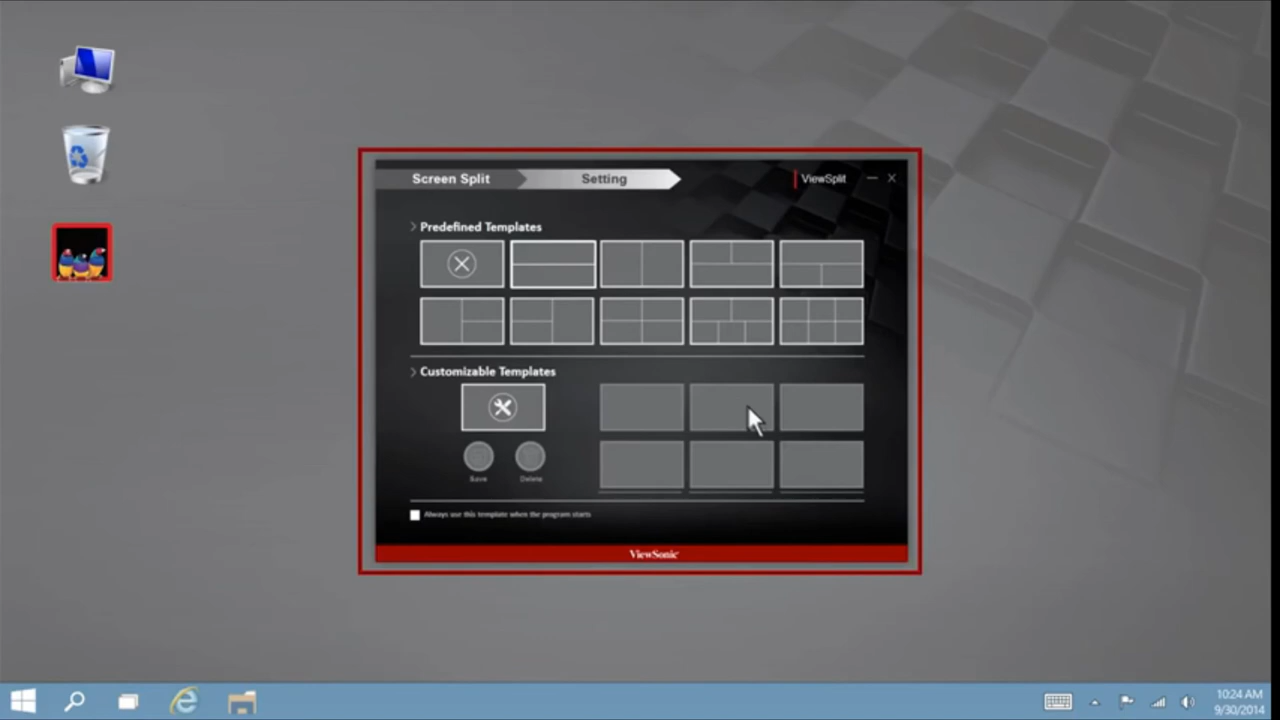 Screen Split
Setting
ViewSplit
Predefined Templates
Customizable Templates
Save
Delete
Always use this template when the program starts
ViewSonic
10:24 AM
9/30/2014